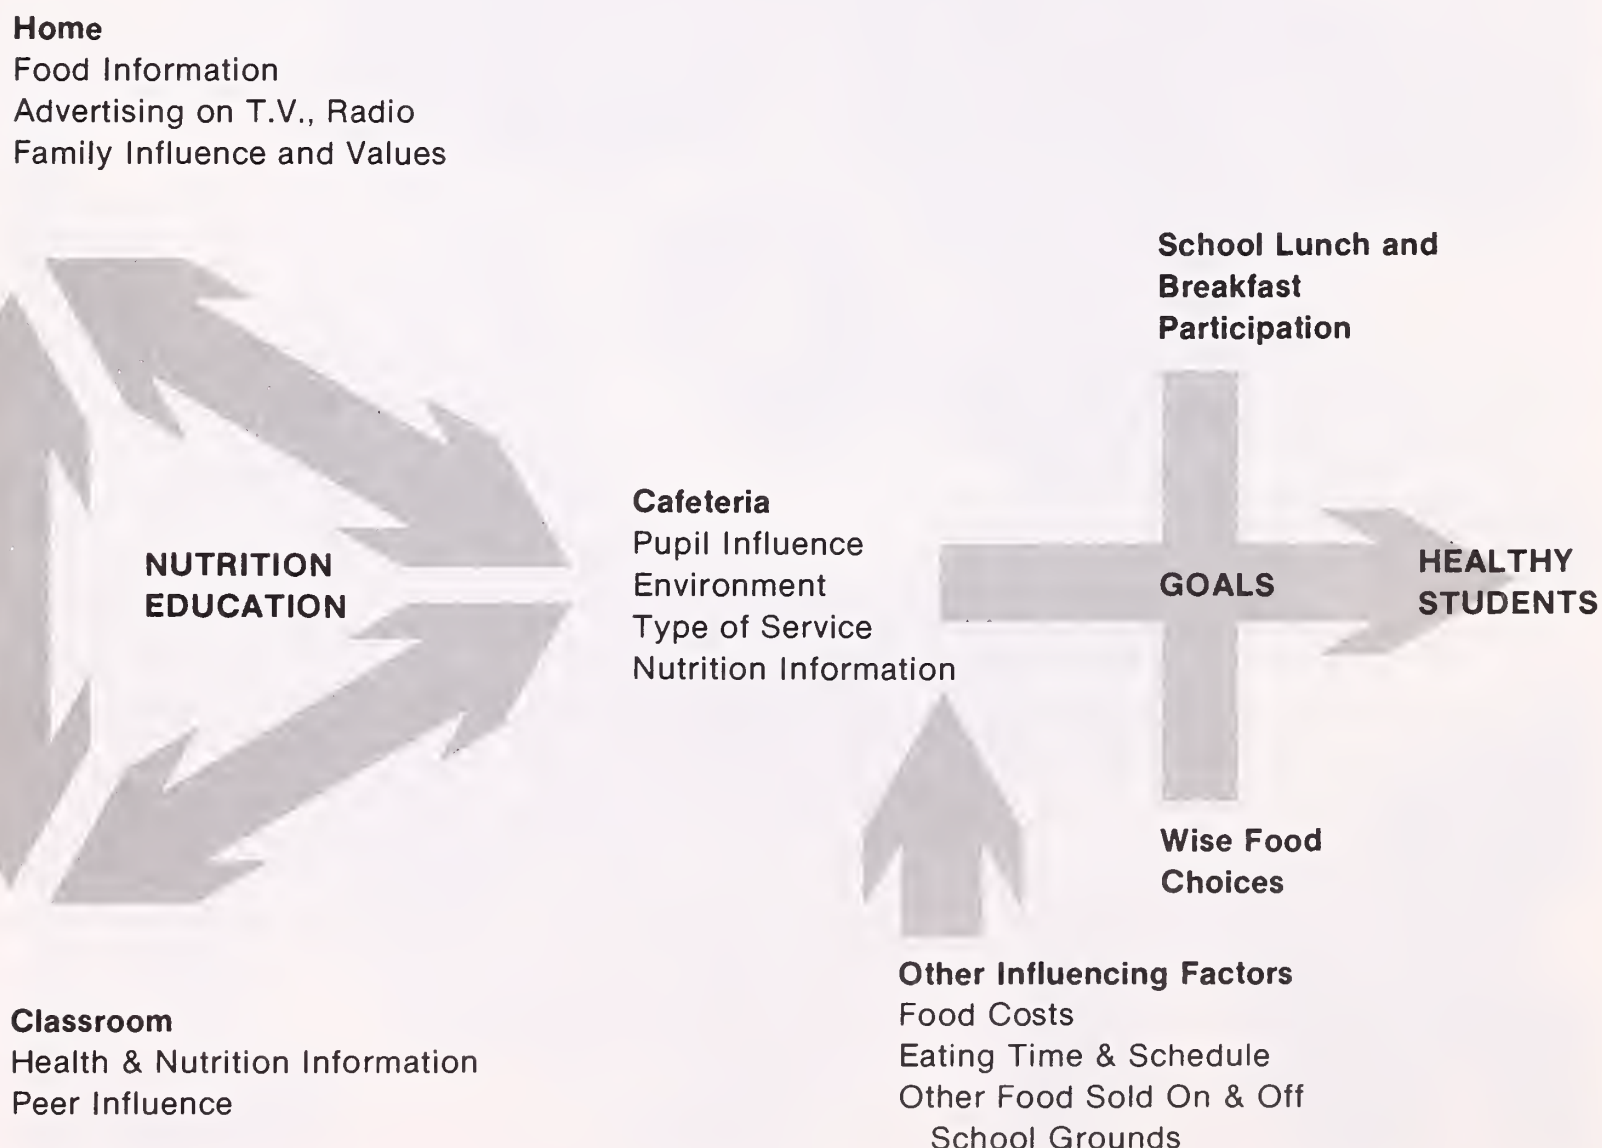 Home
Food Information
Advertising on T.V., Radio
Family Influence and Values
School Lunch and
Breakfast
Participation
NUTRITION
EDUCATION
Cafeteria
Pupil Influence
Environment
Type of Service
Nutrition Information
GOALS
HEALTHY
STUDENTS
Wise Food
Choices
Other Influencing Factors
Food Costs
Eating Time & Schedule
Other Food Sold On & Off
School Grounds
Classroom
Health & Nutrition Information
Peer Influence